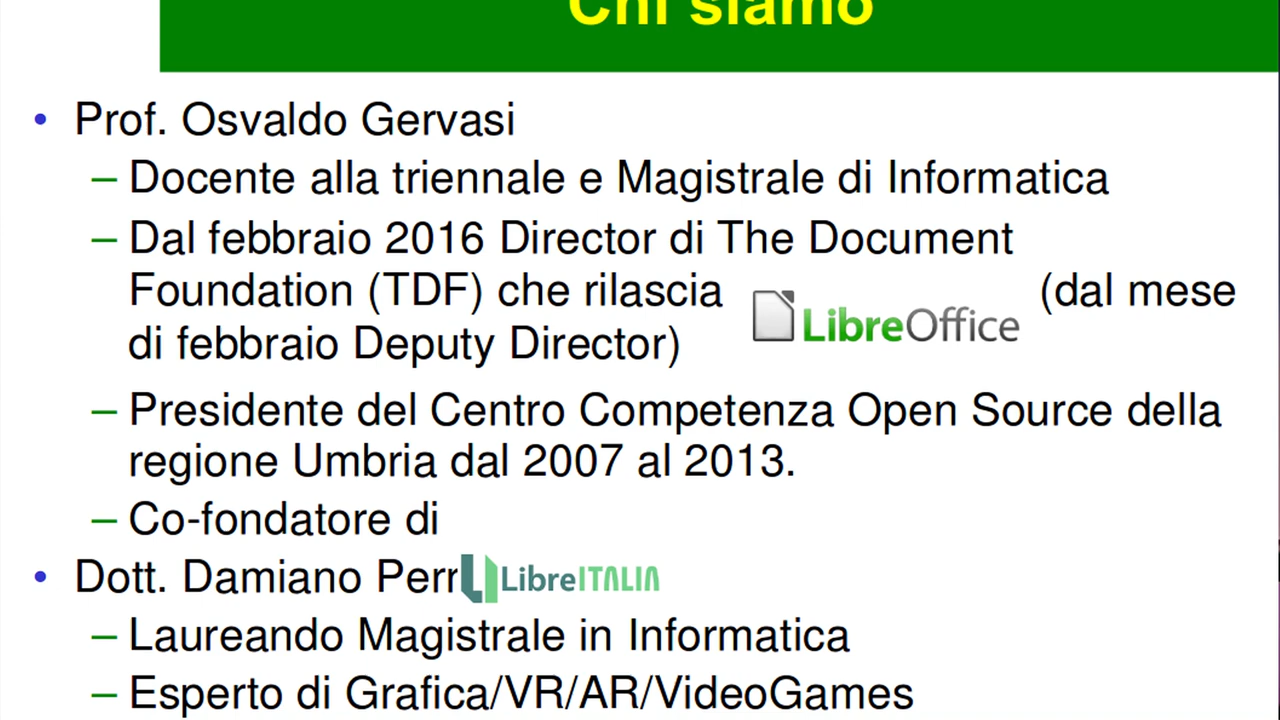 Chi siamo
• Prof. Osvaldo Gervasi
– Docente alla triennale e Magistrale di Informatica
– Dal febbraio 2016 Director di The Document
Foundation (TDF) che rilascia LibreOffice (dal mese
di febbraio Deputy Director)
– Presidente del Centro Competenza Open Source della
regione Umbria dal 2007 al 2013.
– Co-fondatore di
• Dott. Damiano Perr LibreITALIA
– Laureando Magistrale in Informatica
– Esperto di Grafica/VR/AR/VideoGames